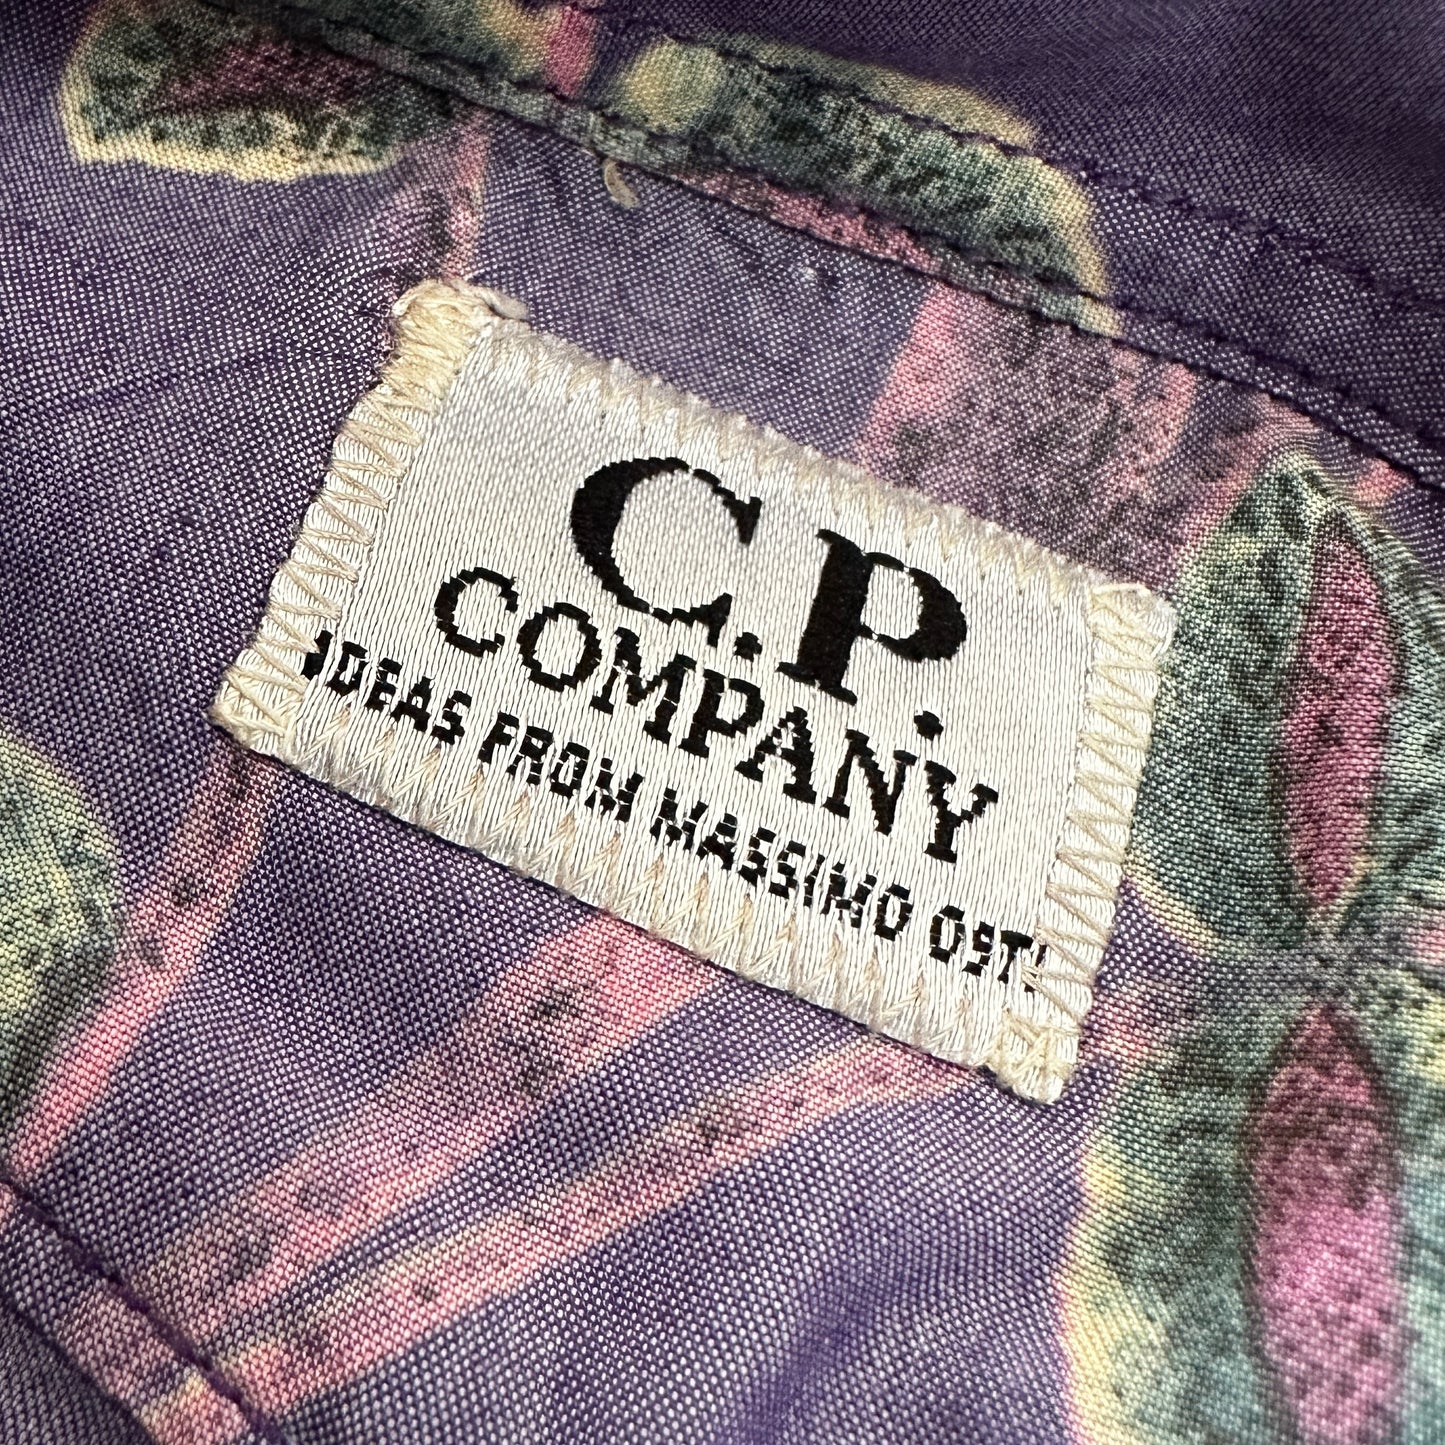 C.P.
COMPANY
IDEAS FROM MASSIMO OSTI